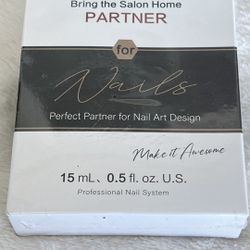 Bring the Salon Home
PARTNER
for
Nails
Perfect Partner for Nail Art Design
Make it Awesome
15 mL、0.5 fl. oz. U.S.
Professional Nail System